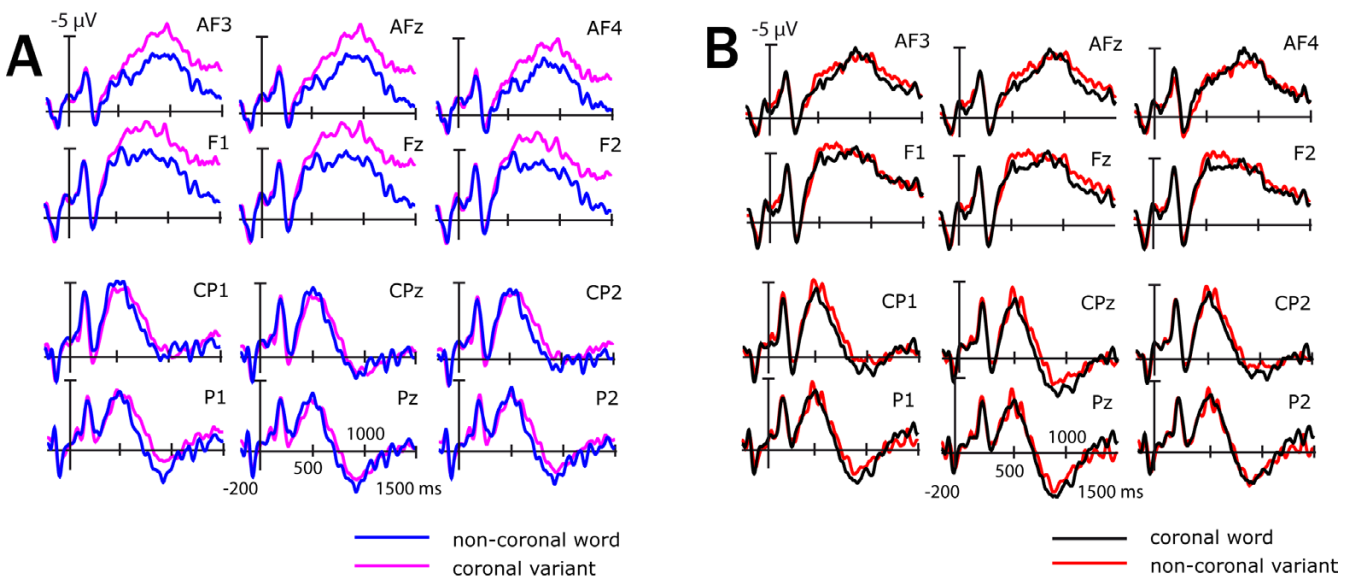 A
-5 µV
AF3 AFz AF4
F1 Fz F2
CP1 CPz CP2
P1 Pz P2
1000
500
-200 1500 ms
non-coronal word
coronal variant
B
-5 µV
AF3 AFz AF4
F1 Fz F2
CP1 CPz CP2
P1 Pz P2
1000
500
-200 1500 ms
coronal word
non-coronal variant